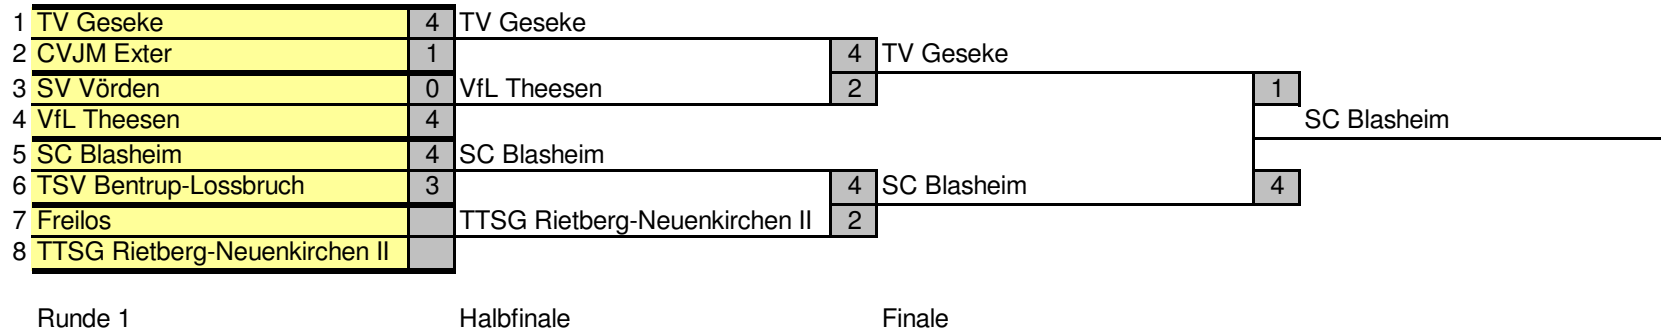 1 TV Geseke 4 TV Geseke
2 CVJM Exter 1 4 TV Geseke
3 SV Vörden 0 VfL Theesen 2 1
4 VfL Theesen 4 SC Blasheim
5 SC Blasheim 4 SC Blasheim
6 TSV Bentrup-Lossbruch 3 4 SC Blasheim 4
7 Freilos TTSG Rietberg-Neuenkirchen II 2
8 TTSG Rietberg-Neuenkirchen II
Runde 1 Halbfinale Finale